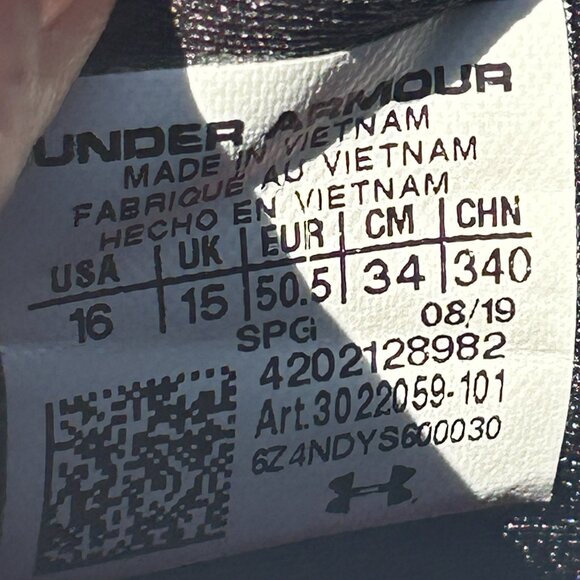 UNDER ARMOUR
MADE IN VIETNAM
FABRIQUÉ AU VIETNAM
HECHO EN VIETNAM
USA UK EUR CM CHN
16 15 50.5 34 340
SPG 08/19
4202128982
Art.3022059-101
6Z4NDYS600030